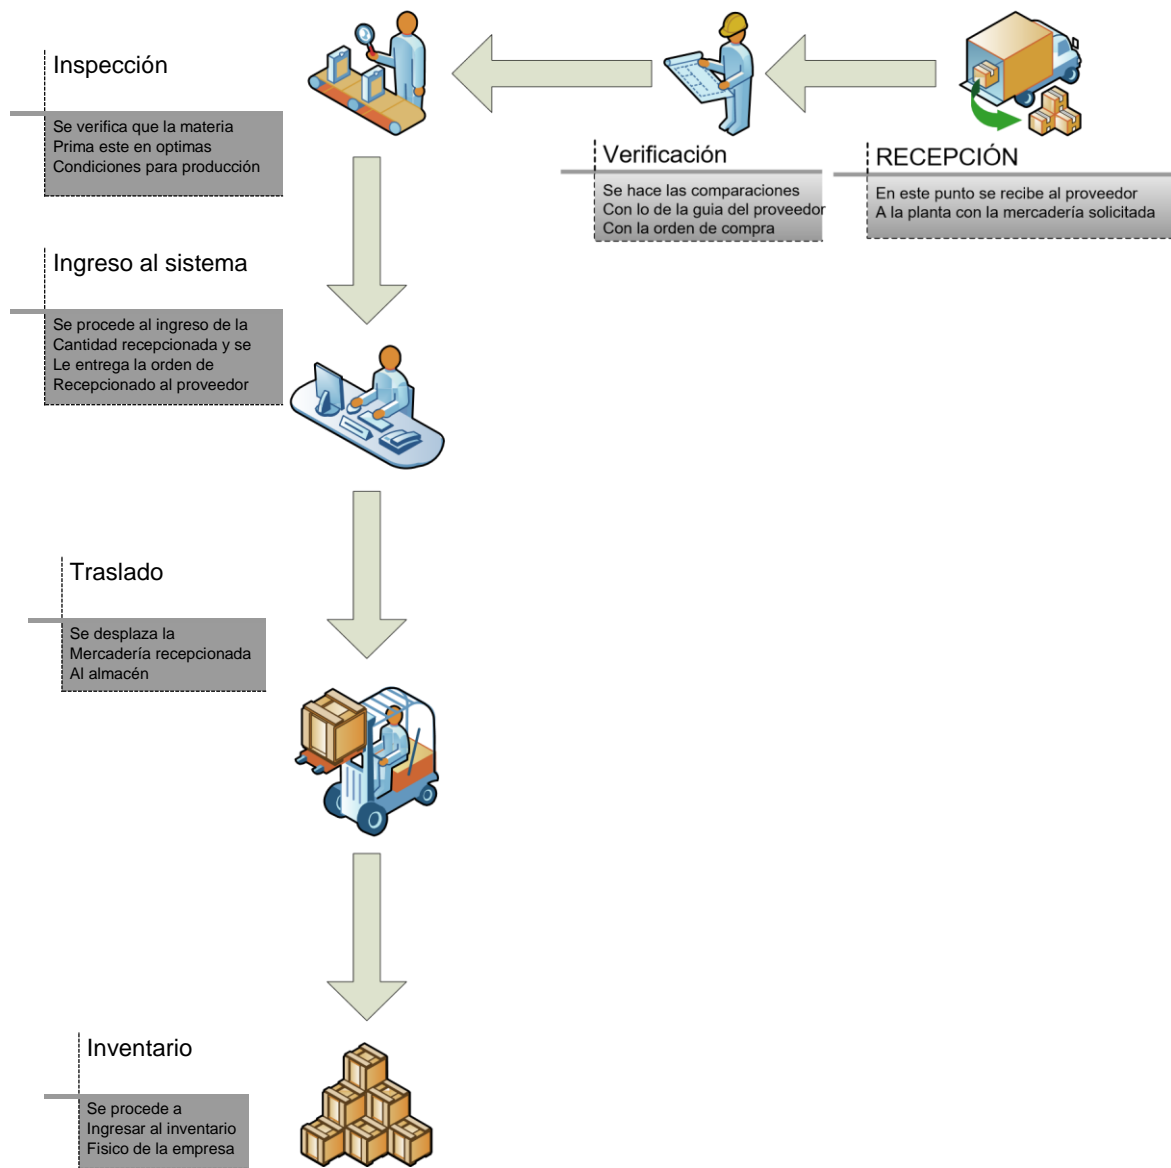 Inspección
Se verifica que la materia
Prima este en optimas
Condiciones para producción
Verificación
Se hace las comparaciones
Con lo de la guia del proveedor
Con la orden de compra
RECEPCIÓN
En este punto se recibe al proveedor
A la planta con la mercadería solicitada
Ingreso al sistema
Se procede al ingreso de la
Cantidad recepcionada y se
Le entrega la orden de
Recepcionado al proveedor
Traslado
Se desplaza la
Mercadería recepcionada
Al almacén
Inventario
Se procede a
Ingresar al inventario
Fisico de la empresa